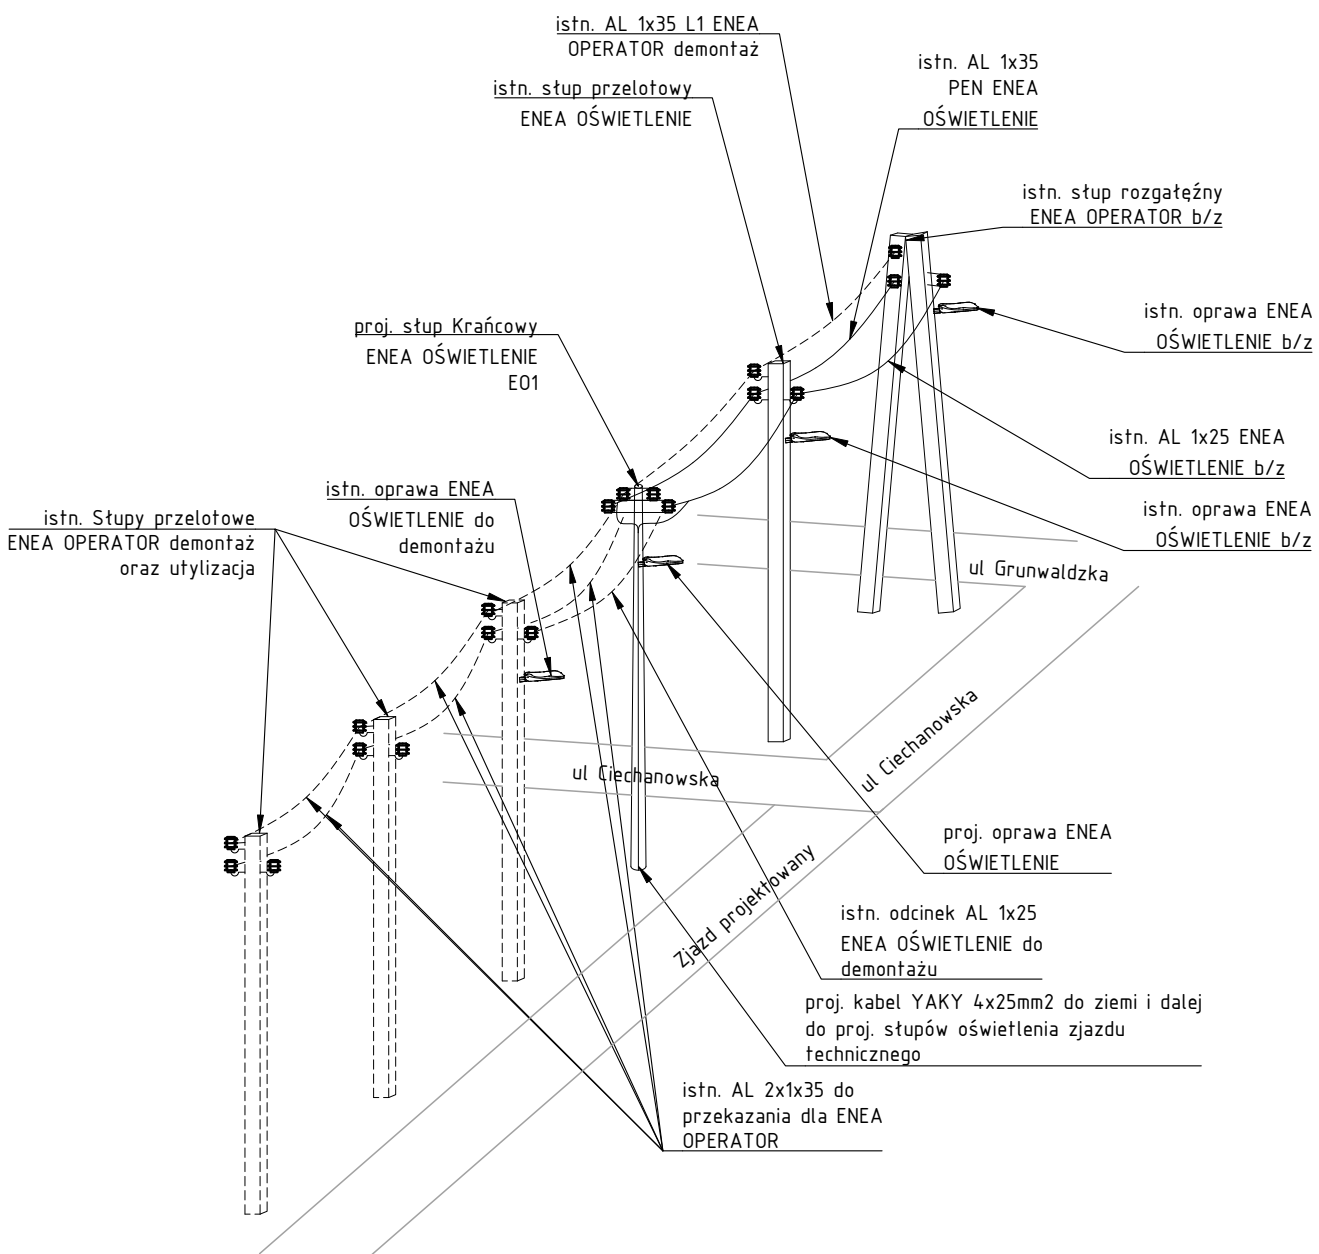 istn. AL 1x35 L1 ENEA
OPERATOR demontaż
istn. AL 1x35
PEN ENEA
OŚWIETLENIE
istn. słup przelotowy
ENEA OŚWIETLENIE
istn. słup rozgałęźny
ENEA OPERATOR b/z
istn. oprawa ENEA
OŚWIETLENIE b/z
proj. słup Krańcowy
ENEA OŚWIETLENIE
EO1
istn. AL 1x25 ENEA
OŚWIETLENIE b/z
istn. oprawa ENEA
OŚWIETLENIE do
demontażu
istn. oprawa ENEA
OŚWIETLENIE b/z
istn. Słupy przelotowe
ENEA OPERATOR demontaż
oraz utylizacja
ul Grunwaldzka
ul Ciechanowska
ul Ciechanowska
Zjazd projektowany
proj. oprawa ENEA
OŚWIETLENIE
istn. odcinek AL 1x25
ENEA OŚWIETLENIE do
demontażu
proj. kabel YAKY 4x25mm2 do ziemi i dalej
do proj. słupów oświetlenia zjazdu
technicznego
istn. AL 2x1x35 do
przekazania dla ENEA
OPERATOR